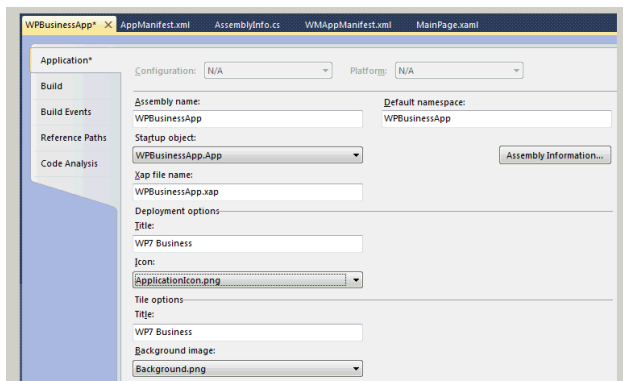 WPBusinessApp* × AppManifest.xml AssemblyInfo.cs WMAppManifest.xml MainPage.xaml
Application*
Configuration: N/A Platform: N/A
Build
Build Events
Reference Paths
Code Analysis
Assembly name: Default namespace:
WPBusinessApp WPBusinessApp
Startup object:
WPBusinessApp.App Assembly Information...
Xap file name:
WPBusinessApp.xap
Deployment options
Title:
WP7 Business
Icon:
ApplicationIcon.png
Tile options
Title:
WP7 Business
Background image:
Background.png